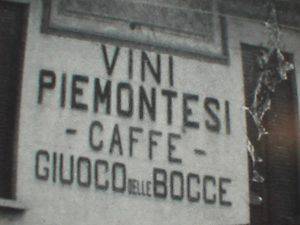 VINI
PIEMONTESI
- CAFFE -
GIUOCO DELLE BOCCE